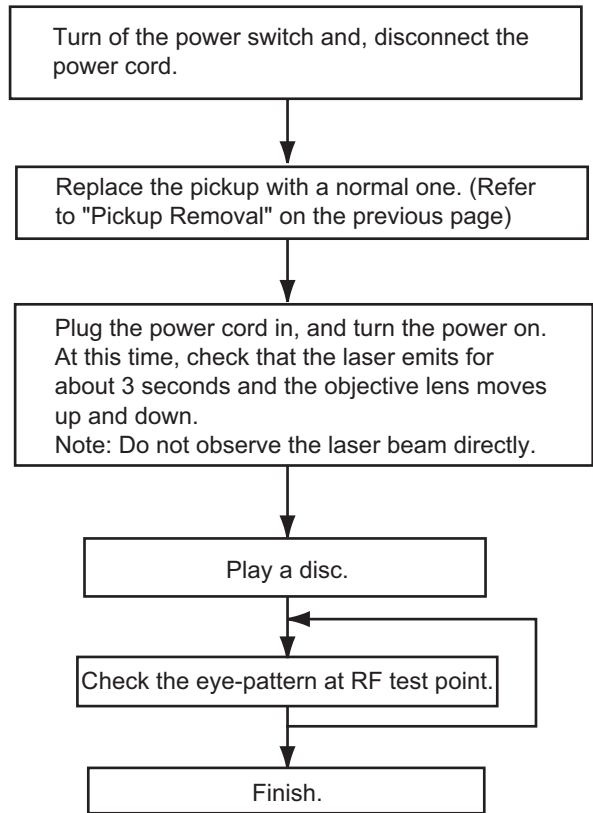 Turn of the power switch and, disconnect the
power cord.
Replace the pickup with a normal one. (Refer
to "Pickup Removal" on the previous page)
Plug the power cord in, and turn the power on.
At this time, check that the laser emits for
about 3 seconds and the objective lens moves
up and down.
Note: Do not observe the laser beam directly.
Play a disc.
Check the eye-pattern at RF test point.
Finish.